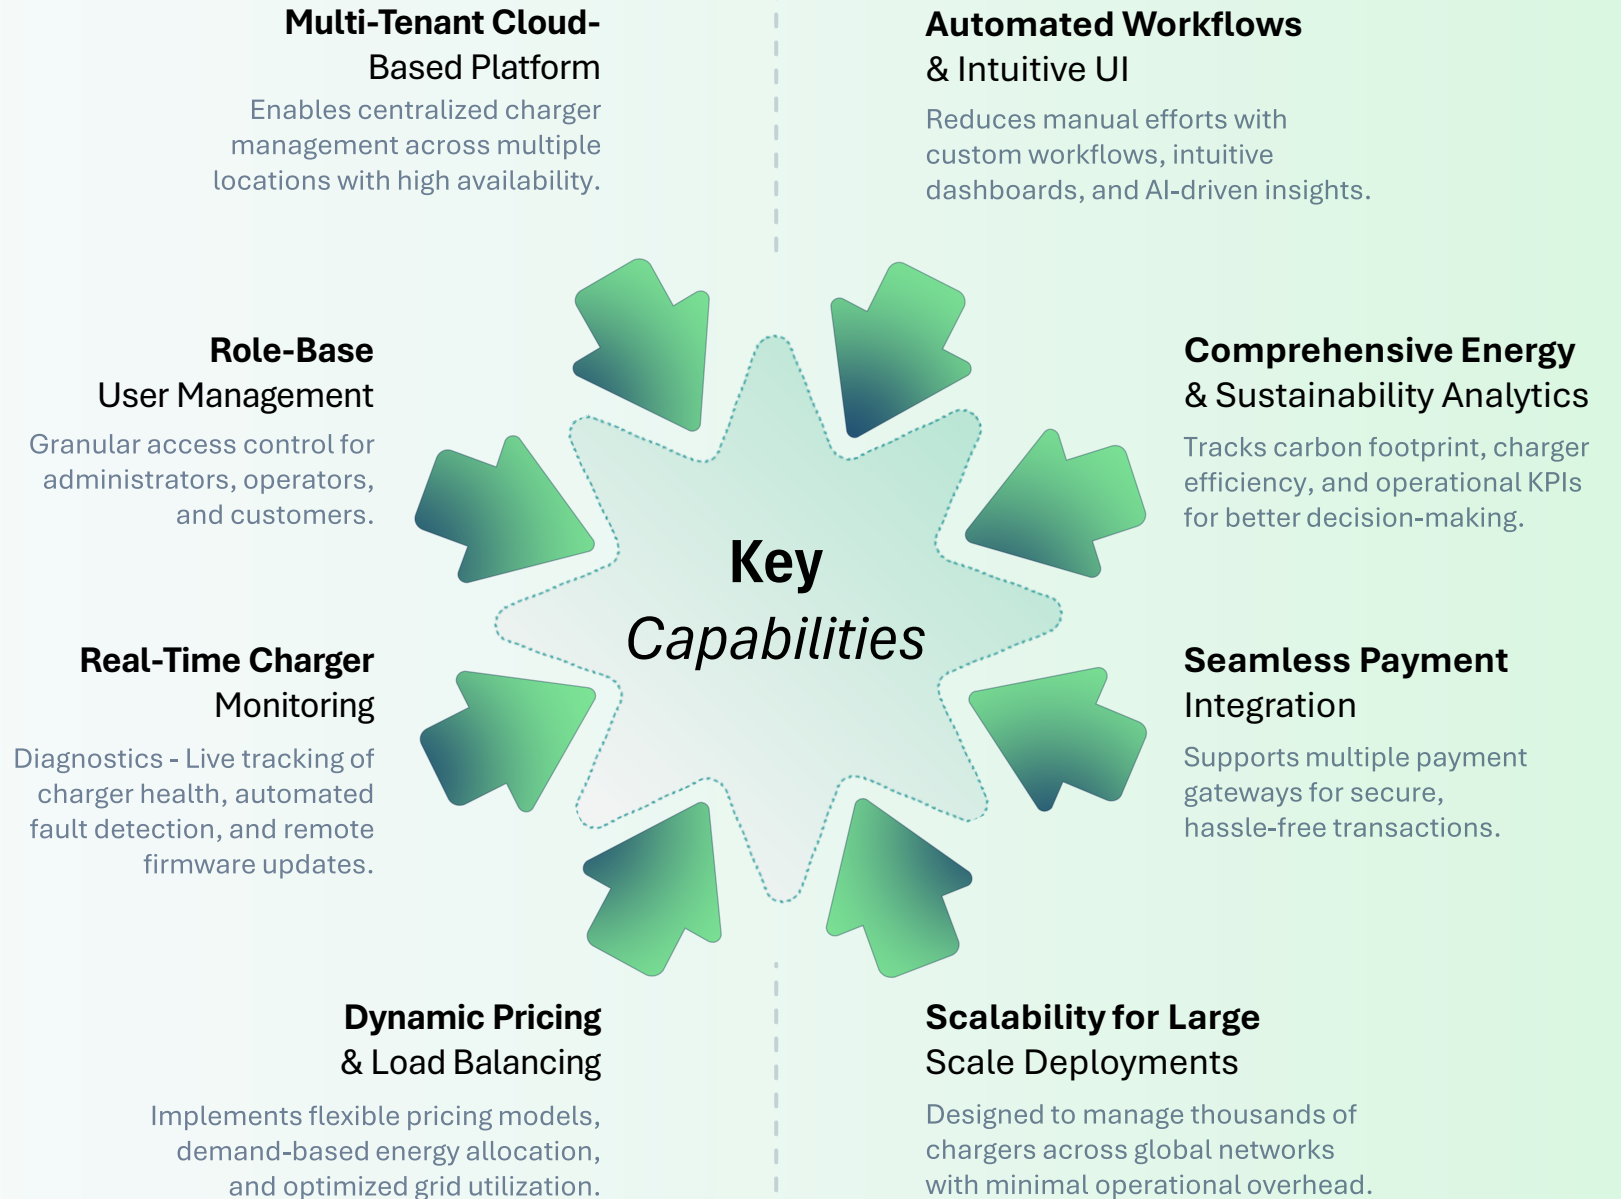 Multi-Tenant Cloud-
Based Platform
Enables centralized charger
management across multiple
locations with high availability.
Automated Workflows
& Intuitive UI
Reduces manual efforts with
custom workflows, intuitive
dashboards, and AI-driven insights.
Role-Base
User Management
Granular access control for
administrators, operators,
and customers.
Comprehensive Energy
& Sustainability Analytics
Tracks carbon footprint, charger
efficiency, and operational KPIs
for better decision-making.
Key
Capabilities
Real-Time Charger
Monitoring
Diagnostics - Live tracking of
charger health, automated
fault detection, and remote
firmware updates.
Seamless Payment
Integration
Supports multiple payment
gateways for secure,
hassle-free transactions.
Dynamic Pricing
& Load Balancing
Implements flexible pricing models,
demand-based energy allocation,
and optimized grid utilization.
Scalability for Large
Scale Deployments
Designed to manage thousands of
chargers across global networks
with minimal operational overhead.